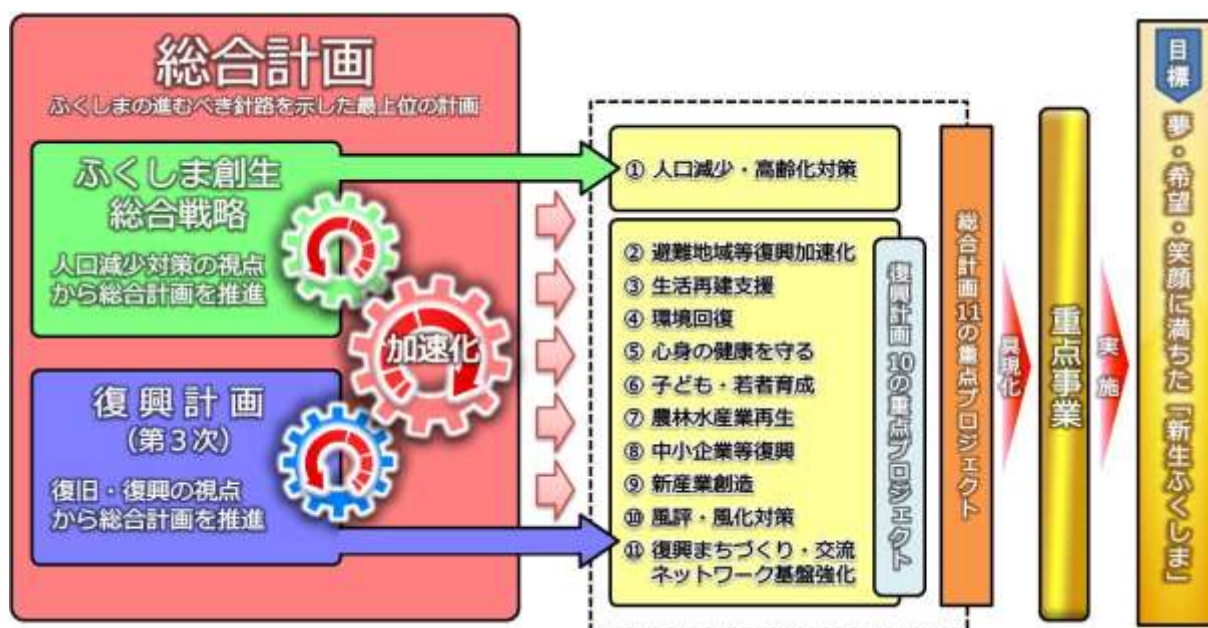 総合計画
ふくしまの進むべき針路を示した最上位の計画
ふくしま創生
総合戦略
人口減少対策の視点
から総合計画を推進
加速化
復興計画
（第３次）
復旧・復興の視点
から総合計画を推進
① 人口減少・高齢化対策
② 避難地域等復興加速化
③ 生活再建支援
④ 環境回復
⑤ 心身の健康を守る
⑥ 子ども・若者育成
⑦ 農林水産業再生
⑧ 中小企業等復興
⑨ 新産業創造
⑩ 風評・風化対策
⑪ 復興まちづくり・交流
ネットワーク基盤強化
復興計画10の重点プロジェクト
総合計画11の重点プロジェクト
具現化
重点事業
実施
目標
夢・希望・笑顔に満ちた「新生ふくしま」